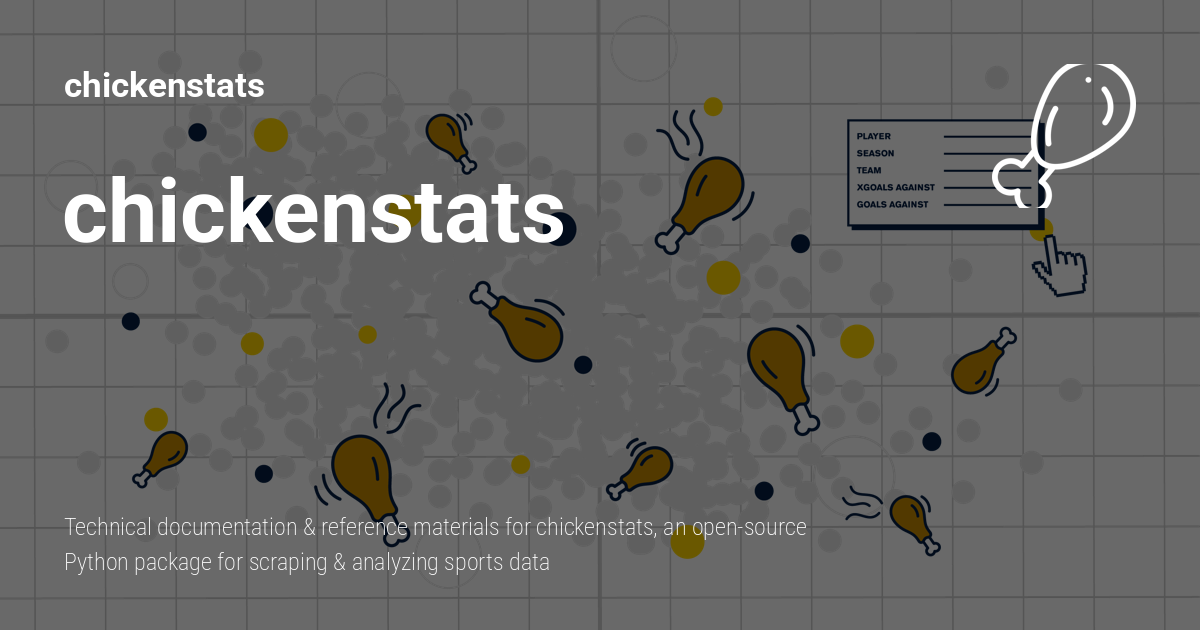 chickenstats
PLAYER
SEASON
TEAM
XGOALS AGAINST
GOALS AGAINST
chickenstats
Technical documentation & reference materials for chickenstats, an open-source
Python package for scraping & analyzing sports data